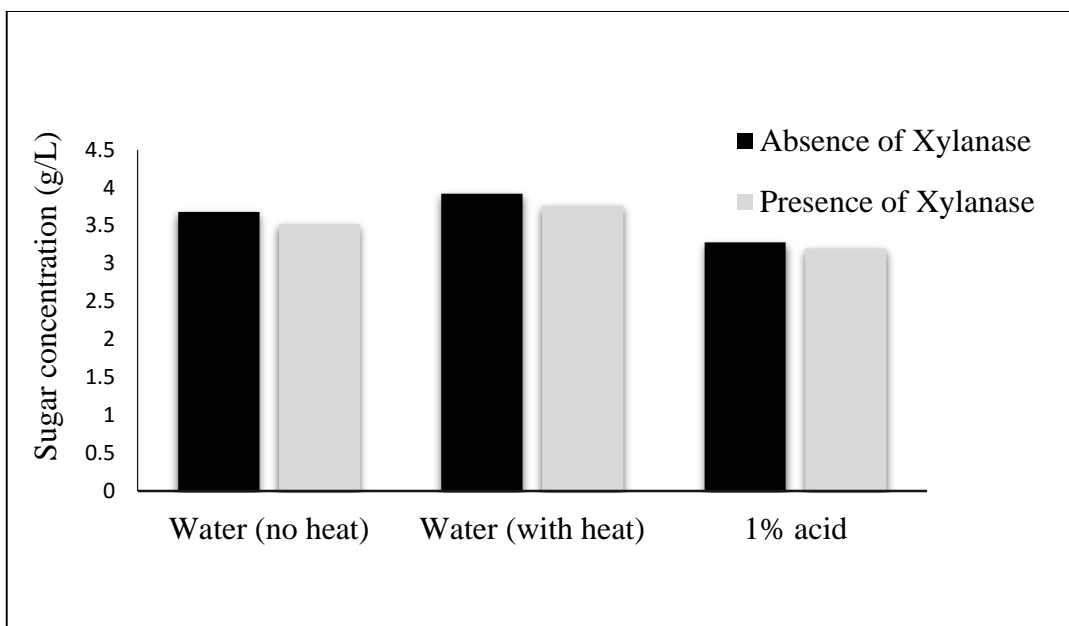 Sugar concentration (g/L)
4.5
4
3.5
3
2.5
2
1.5
1
0.5
0
Absence of Xylanase
Presence of Xylanase
Water (no heat)
Water (with heat)
1% acid